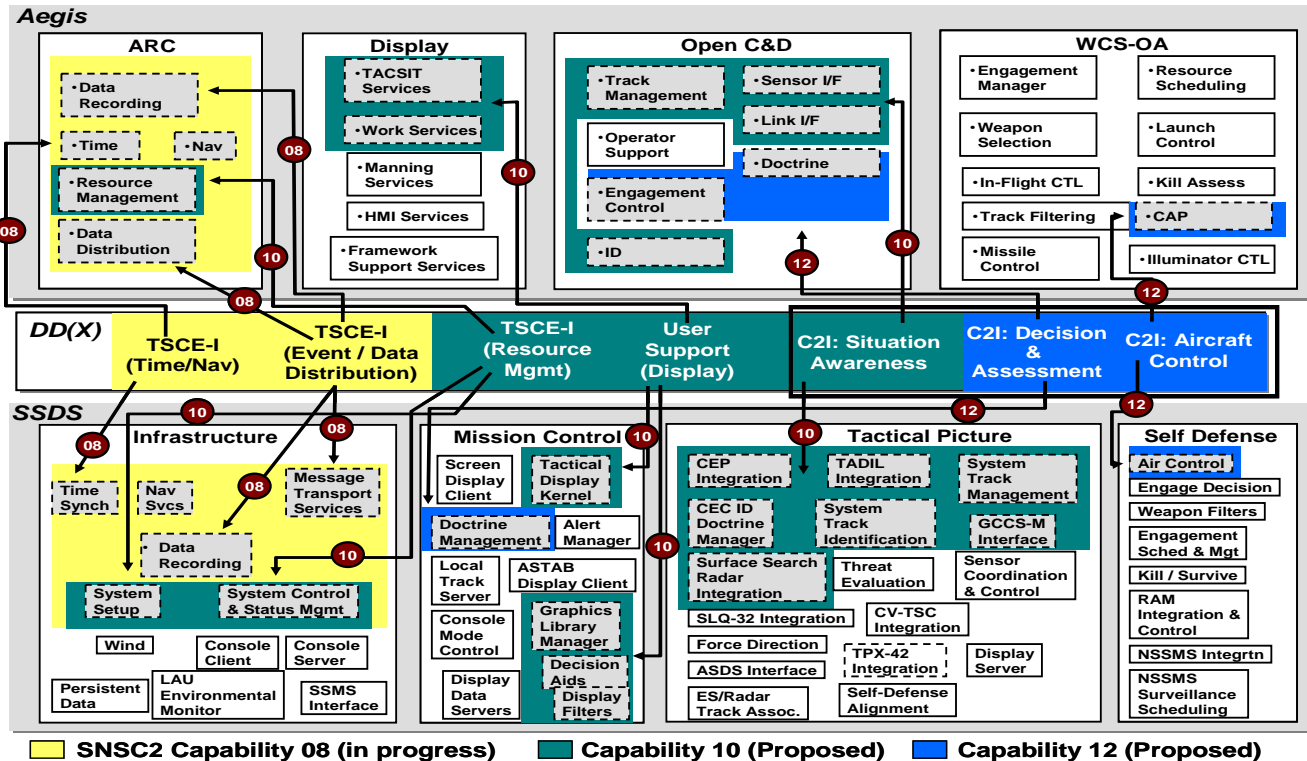 Aegis
ARC
•Data
Recording
•Time
•Nav
•Resource
Management
•Data
Distribution
Display
•TACSIT
Services
•Work Services
•Manning
Services
•HMI Services
•Framework
Support Services
Open C&D
•Track
Management
•Sensor I/F
•Link I/F
•Operator
Support
•Doctrine
•Engagement
Control
•ID
WCS-OA
•Engagement
Manager
•Resource
Scheduling
•Weapon
Selection
•Launch
Control
•In-Flight CTL
•Kill Assess
•Track Filtering
•CAP
•Missile
Control
•Illuminator CTL
08
08
10
10
08
10
12
12
DD(X)
TSCE-I
(Time/Nav)
TSCE-I
(Event / Data
Distribution)
TSCE-I
(Resource
Mgmt)
User
Support
(Display)
C2I: Situation
Awareness
C2I: Decision
&
Assessment
C2I: Aircraft
Control
SSDS
10
12
12
08
08
10
10
08
10
10
Infrastructure
Time
Synch
Nav
Svcs
Message
Transport
Services
• Data
Recording
System
Setup
System Control
& Status Mgmt
Wind
Console
Client
Console
Server
Persistent
Data
LAU
Environmental
Monitor
SSMS
Interface
Mission Control
Screen
Display
Client
Tactical
Display
Kernel
Doctrine
Management
Alert
Manager
Local
Track
Server
ASTAB
Display Client
Console
Mode
Control
Graphics
Library
Manager
Decision
Aids
Display
Filters
Display
Data
Servers
Tactical Picture
CEP
Integration
TADIL
Integration
System
Track
Management
CEC ID
Doctrine
Manager
System
Track
Identification
GCCS-M
Interface
Surface Search
Radar
Integration
Threat
Evaluation
Sensor
Coordination
& Control
SLQ-32 Integration
CV-TSC
Integration
Force Direction
TPX-42
Integration
Display
Server
ASDS Interface
ES/Radar
Track Assoc.
Self-Defense
Alignment
Self Defense
Air Control
Engage Decision
Weapon Filters
Engagement
Sched & Mgt
Kill / Survive
RAM
Integration &
Control
NSSMS Integrtn
NSSMS
Surveillance
Scheduling
SNSC2 Capability 08 (in progress)
Capability 10 (Proposed)
Capability 12 (Proposed)